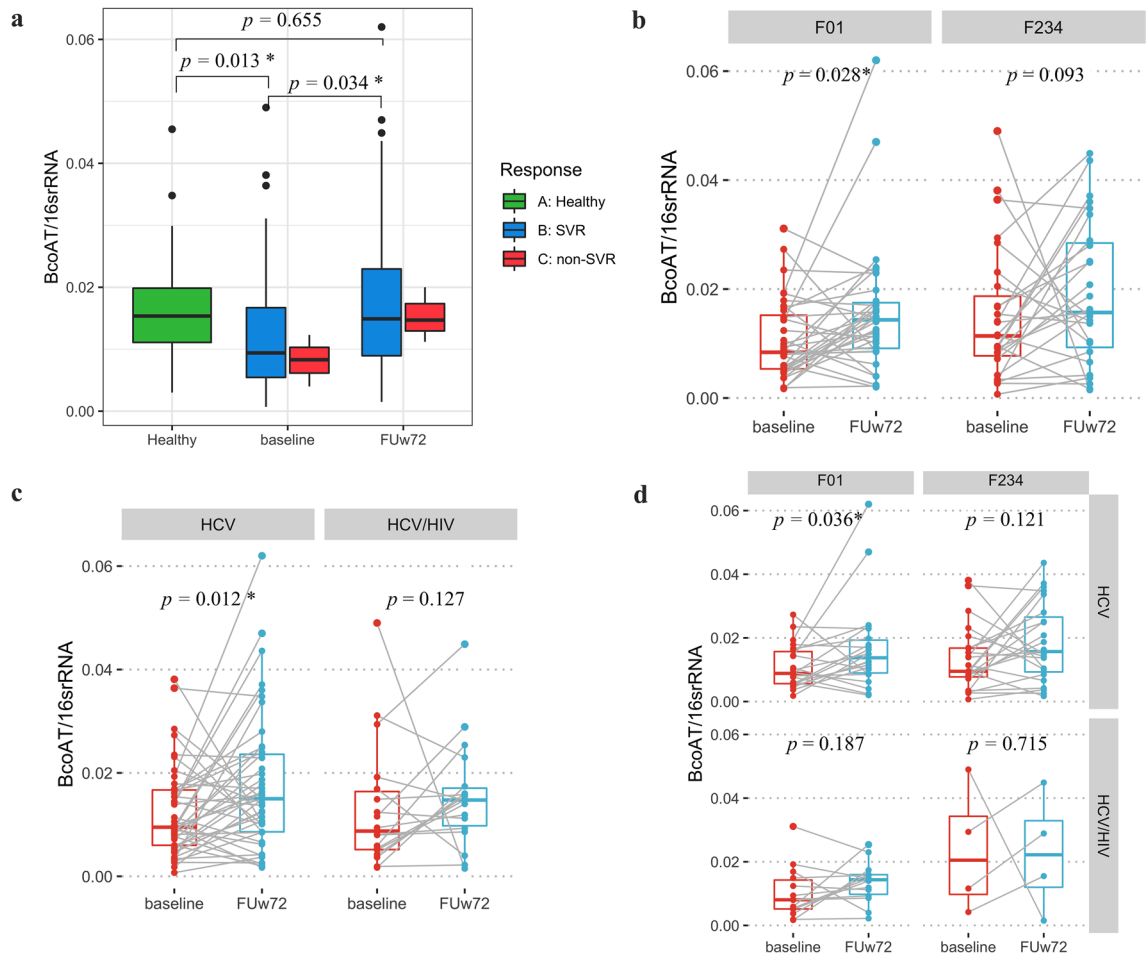 a
p = 0.655
p = 0.013 *
p = 0.034 *
0.06
0.04
0.02
0.00
BcoAT/16srRNA
Healthy
baseline
FUw72
Response
A: Healthy
B: SVR
C: non-SVR
b
F01
F234
p = 0.028*
p = 0.093
0.06
0.04
0.02
0.00
BcoAT/16srRNA
baseline
FUw72
baseline
FUw72
c
HCV
HCV/HIV
p = 0.012 *
p = 0.127
0.06
0.04
0.02
0.00
BcoAT/16srRNA
baseline
FUw72
baseline
FUw72
d
F01
F234
p = 0.036*
p = 0.121
0.06
0.04
0.02
0.00
HCV
BcoAT/16srRNA
p = 0.187
p = 0.715
0.06
0.04
0.02
0.00
HCV/HIV
baseline
FUw72
baseline
FUw72